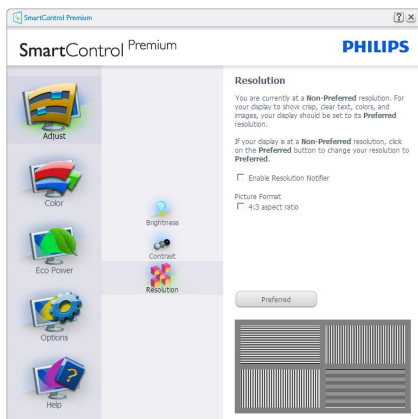 SmartControl Premium
SmartControl Premium
PHILIPS
Adjust
Color
Eco Power
Options
Help
Brightness
Contrast
Resolution
Resolution
You are currently at a Non-Preferred resolution. For
your display to show crisp, clear text, colors, and
images, your display should be set to its Preferred
resolution.
If your display is at a Non-Preferred resolution, click
on the Preferred button to change your resolution to
Preferred.
Enable Resolution Notifier
Picture Format
4:3 aspect ratio
Preferred